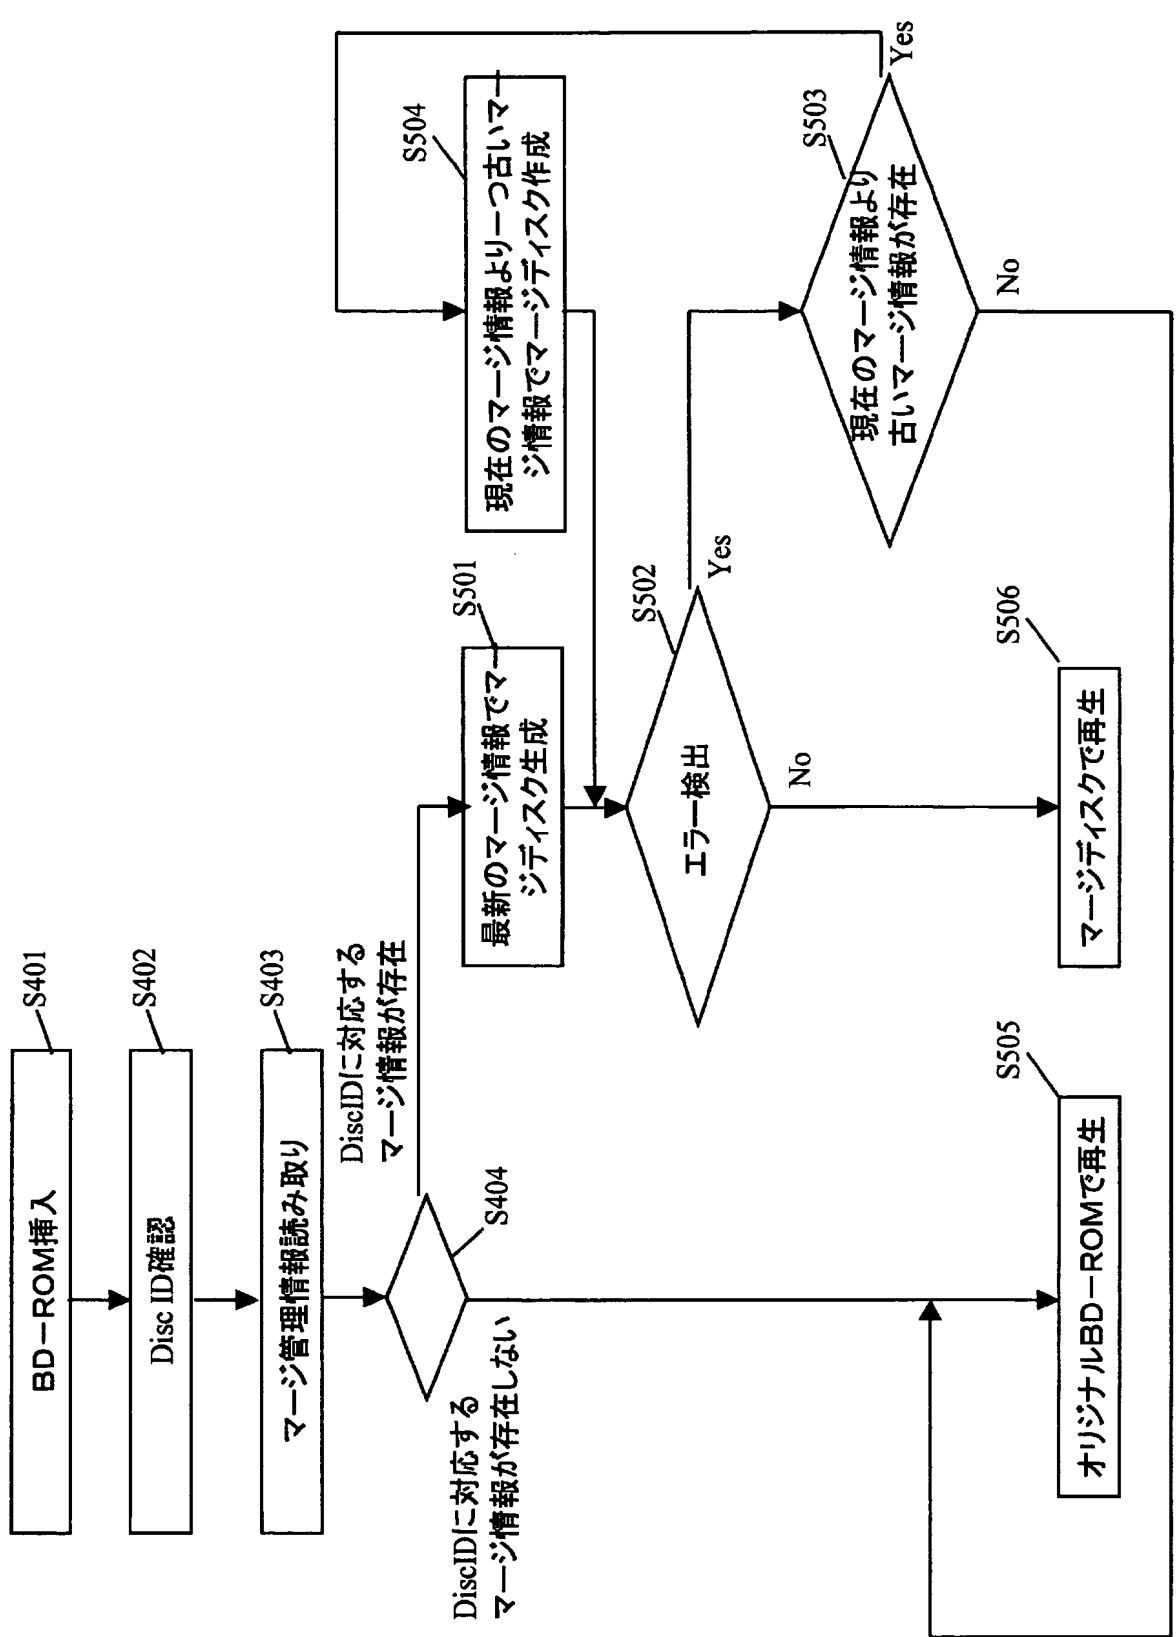 BD-ROM挿入
S401
Disc ID確認
S402
マージ管理情報読み取り
S403
DiscIDに対応する
マージ情報が存在
S404
DiscIDに対応する
マージ情報が存在しない
最新のマージ情報でマー
ジディスク生成
S501
現在のマージ情報より一つ古いマー
ジ情報でマージディスク作成
S504
エラー検出
S502
Yes
No
現在のマージ情報より
古いマージ情報が存在
S503
Yes
No
オリジナルBD-ROMで再生
S505
マージディスクで再生
S506